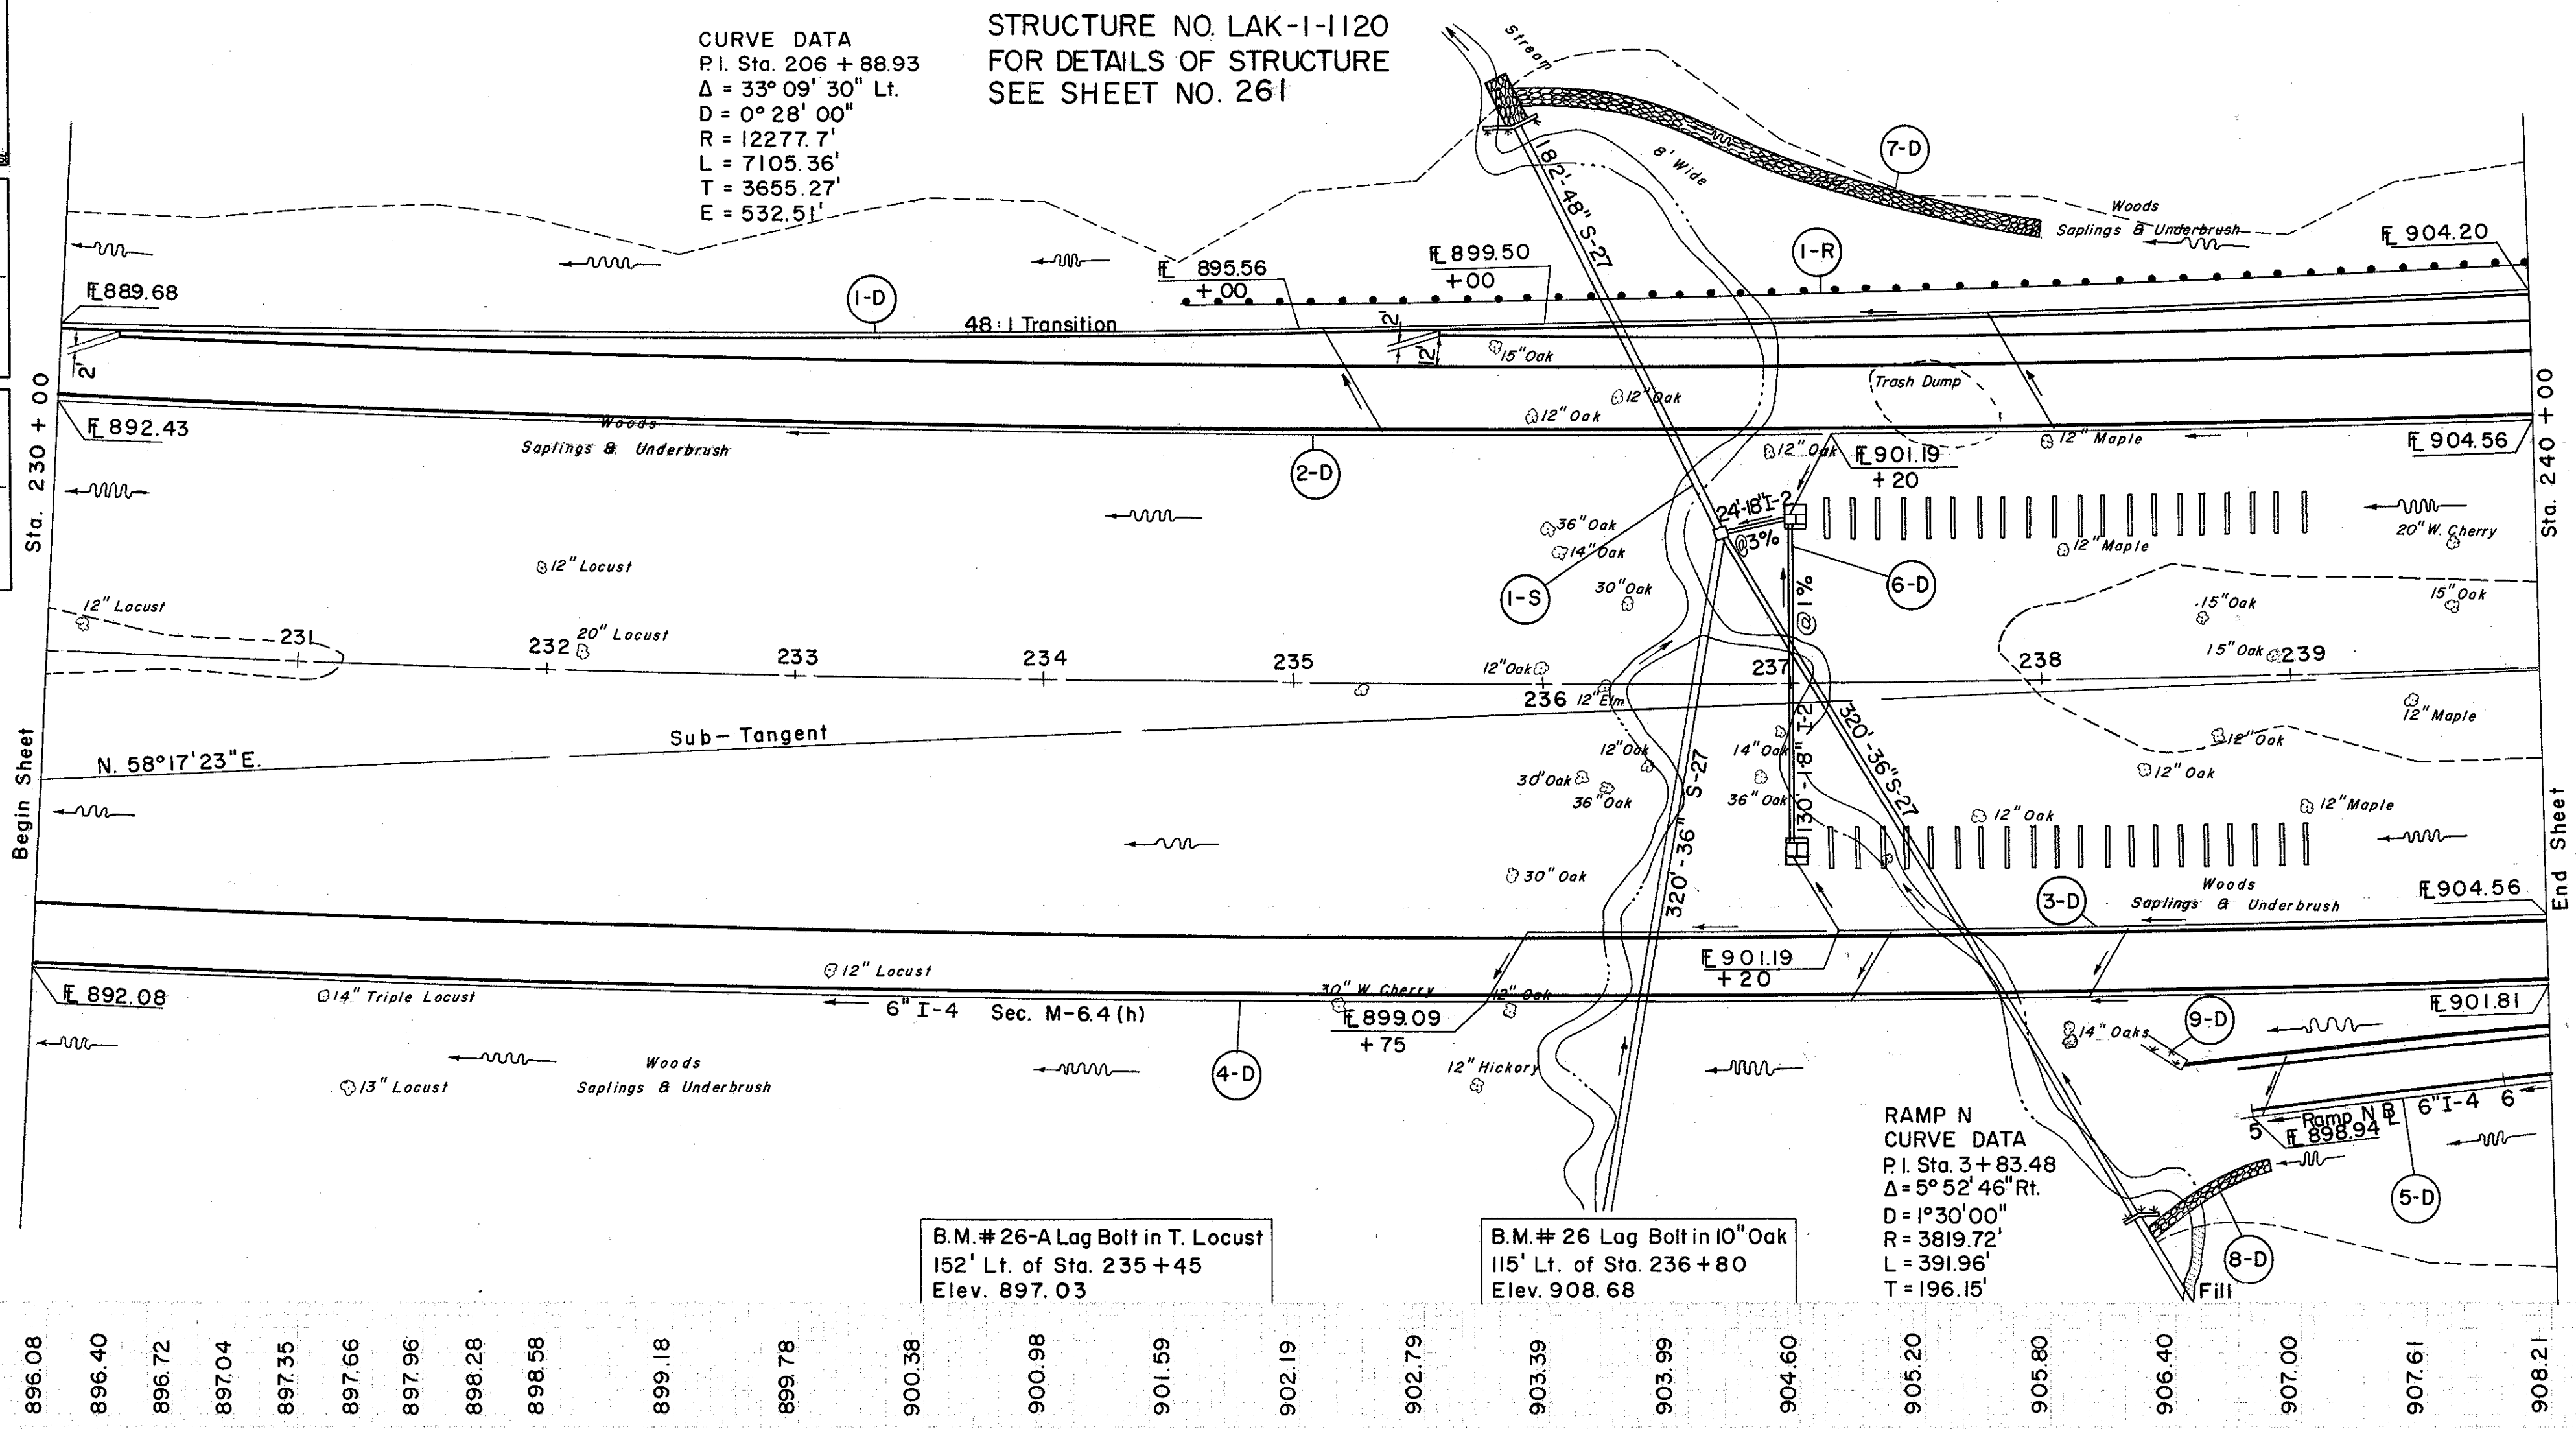 STRUCTURE NO. LAK-1-1120
FOR DETAILS OF STRUCTURE
SEE SHEET NO. 261
CURVE DATA
P.I. Sta. 206 + 88.93
Δ = 33° 09' 30" Lt.
D = 0° 28' 00"
R = 12277.7'
L = 7105.36'
T = 3655.27'
E = 532.51'
Stream
8' Wide
7-D
182'-48" S-27
Woods
Saplings & Underbrush
FL 904.20
1-R
FL 899.50
+00
FL 895.56
+00
FL 889.68
1-D
48:1 Transition
2'
2'
12'
15" Oak
12" Oak
12" Oak
Trash Dump
Sta. 230 + 00
Sta. 240 + 00
FL 892.43
Woods
Saplings & Underbrush
2-D
12" Oak
FL 901.19
+20
12" Maple
FL 904.56
24'-18" I-2
@3%
36" Oak
14" Oak
30" Oak
1-S
6-D
@1%
12" Maple
20" W. Cherry
12" Locust
12" Locust
20" Locust
15" Oak
15" Oak
15" Oak
231
232
233
234
235
236
237
238
239
12" Oak
12" Elm
12" Maple
Sub-Tangent
N. 58°17'23" E.
12" Oak
14" Oak
12" Oak
12" Oak
30" Oak
36" Oak
36" Oak
320'-36" S-27
130'-18" I-2
320'-36" S-27
12" Oak
12" Maple
Begin Sheet
End Sheet
30" Oak
Woods
Saplings & Underbrush
3-D
FL 904.56
FL 901.19
+20
12" Locust
14" Triple Locust
FL 892.08
6" I-4 Sec. M-6.4 (h)
30" W. Cherry
12" Oak
FL 899.09
+75
FL 901.81
9-D
14" Oaks
4-D
Woods
Saplings & Underbrush
13" Locust
12" Hickory
Ramp N BL
6" I-4
5
6
FL 898.94
5-D
8-D
Fill
RAMP N
CURVE DATA
P.I. Sta. 3+83.48
Δ = 5° 52' 46" Rt.
D = 1°30'00"
R = 3819.72'
L = 391.96'
T = 196.15'
B.M.# 26-A Lag Bolt in T. Locust
152' Lt. of Sta. 235+45
Elev. 897.03
B.M.# 26 Lag Bolt in 10" Oak
115' Lt. of Sta. 236+80
Elev. 908.68
896.08
896.40
896.72
897.04
897.35
897.66
897.96
898.28
898.58
899.18
899.78
900.38
900.98
901.59
902.19
902.79
903.39
903.99
904.60
905.20
905.80
906.40
907.00
907.61
908.21